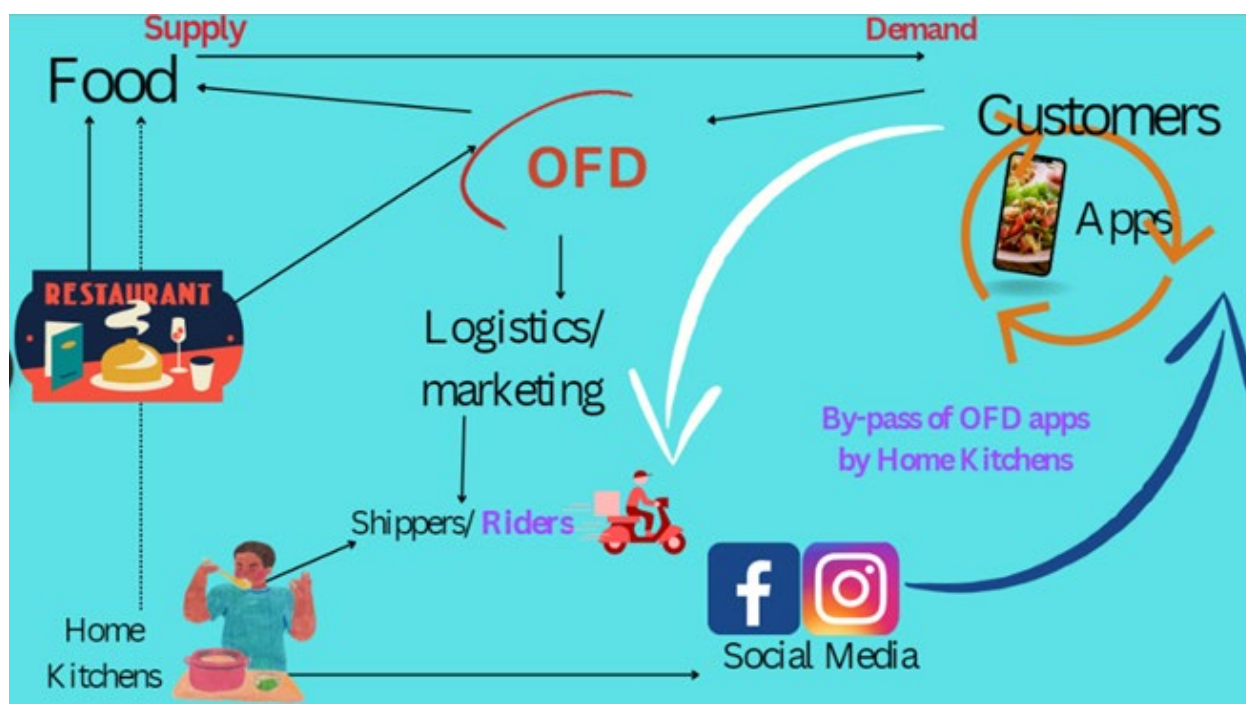 Supply
Demand
Food
Customers
OFD
Apps
RESTAURANT
Logistics/
marketing
By-pass of OFD apps
by Home Kitchens
Shippers/ Riders
Home
Kitchens
Social Media